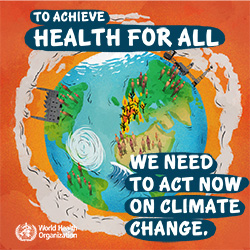 TO ACHIEVE
HEALTH FOR ALL
WE NEED
TO ACT NOW
ON CLIMATE
CHANGE.
World Health
Organization